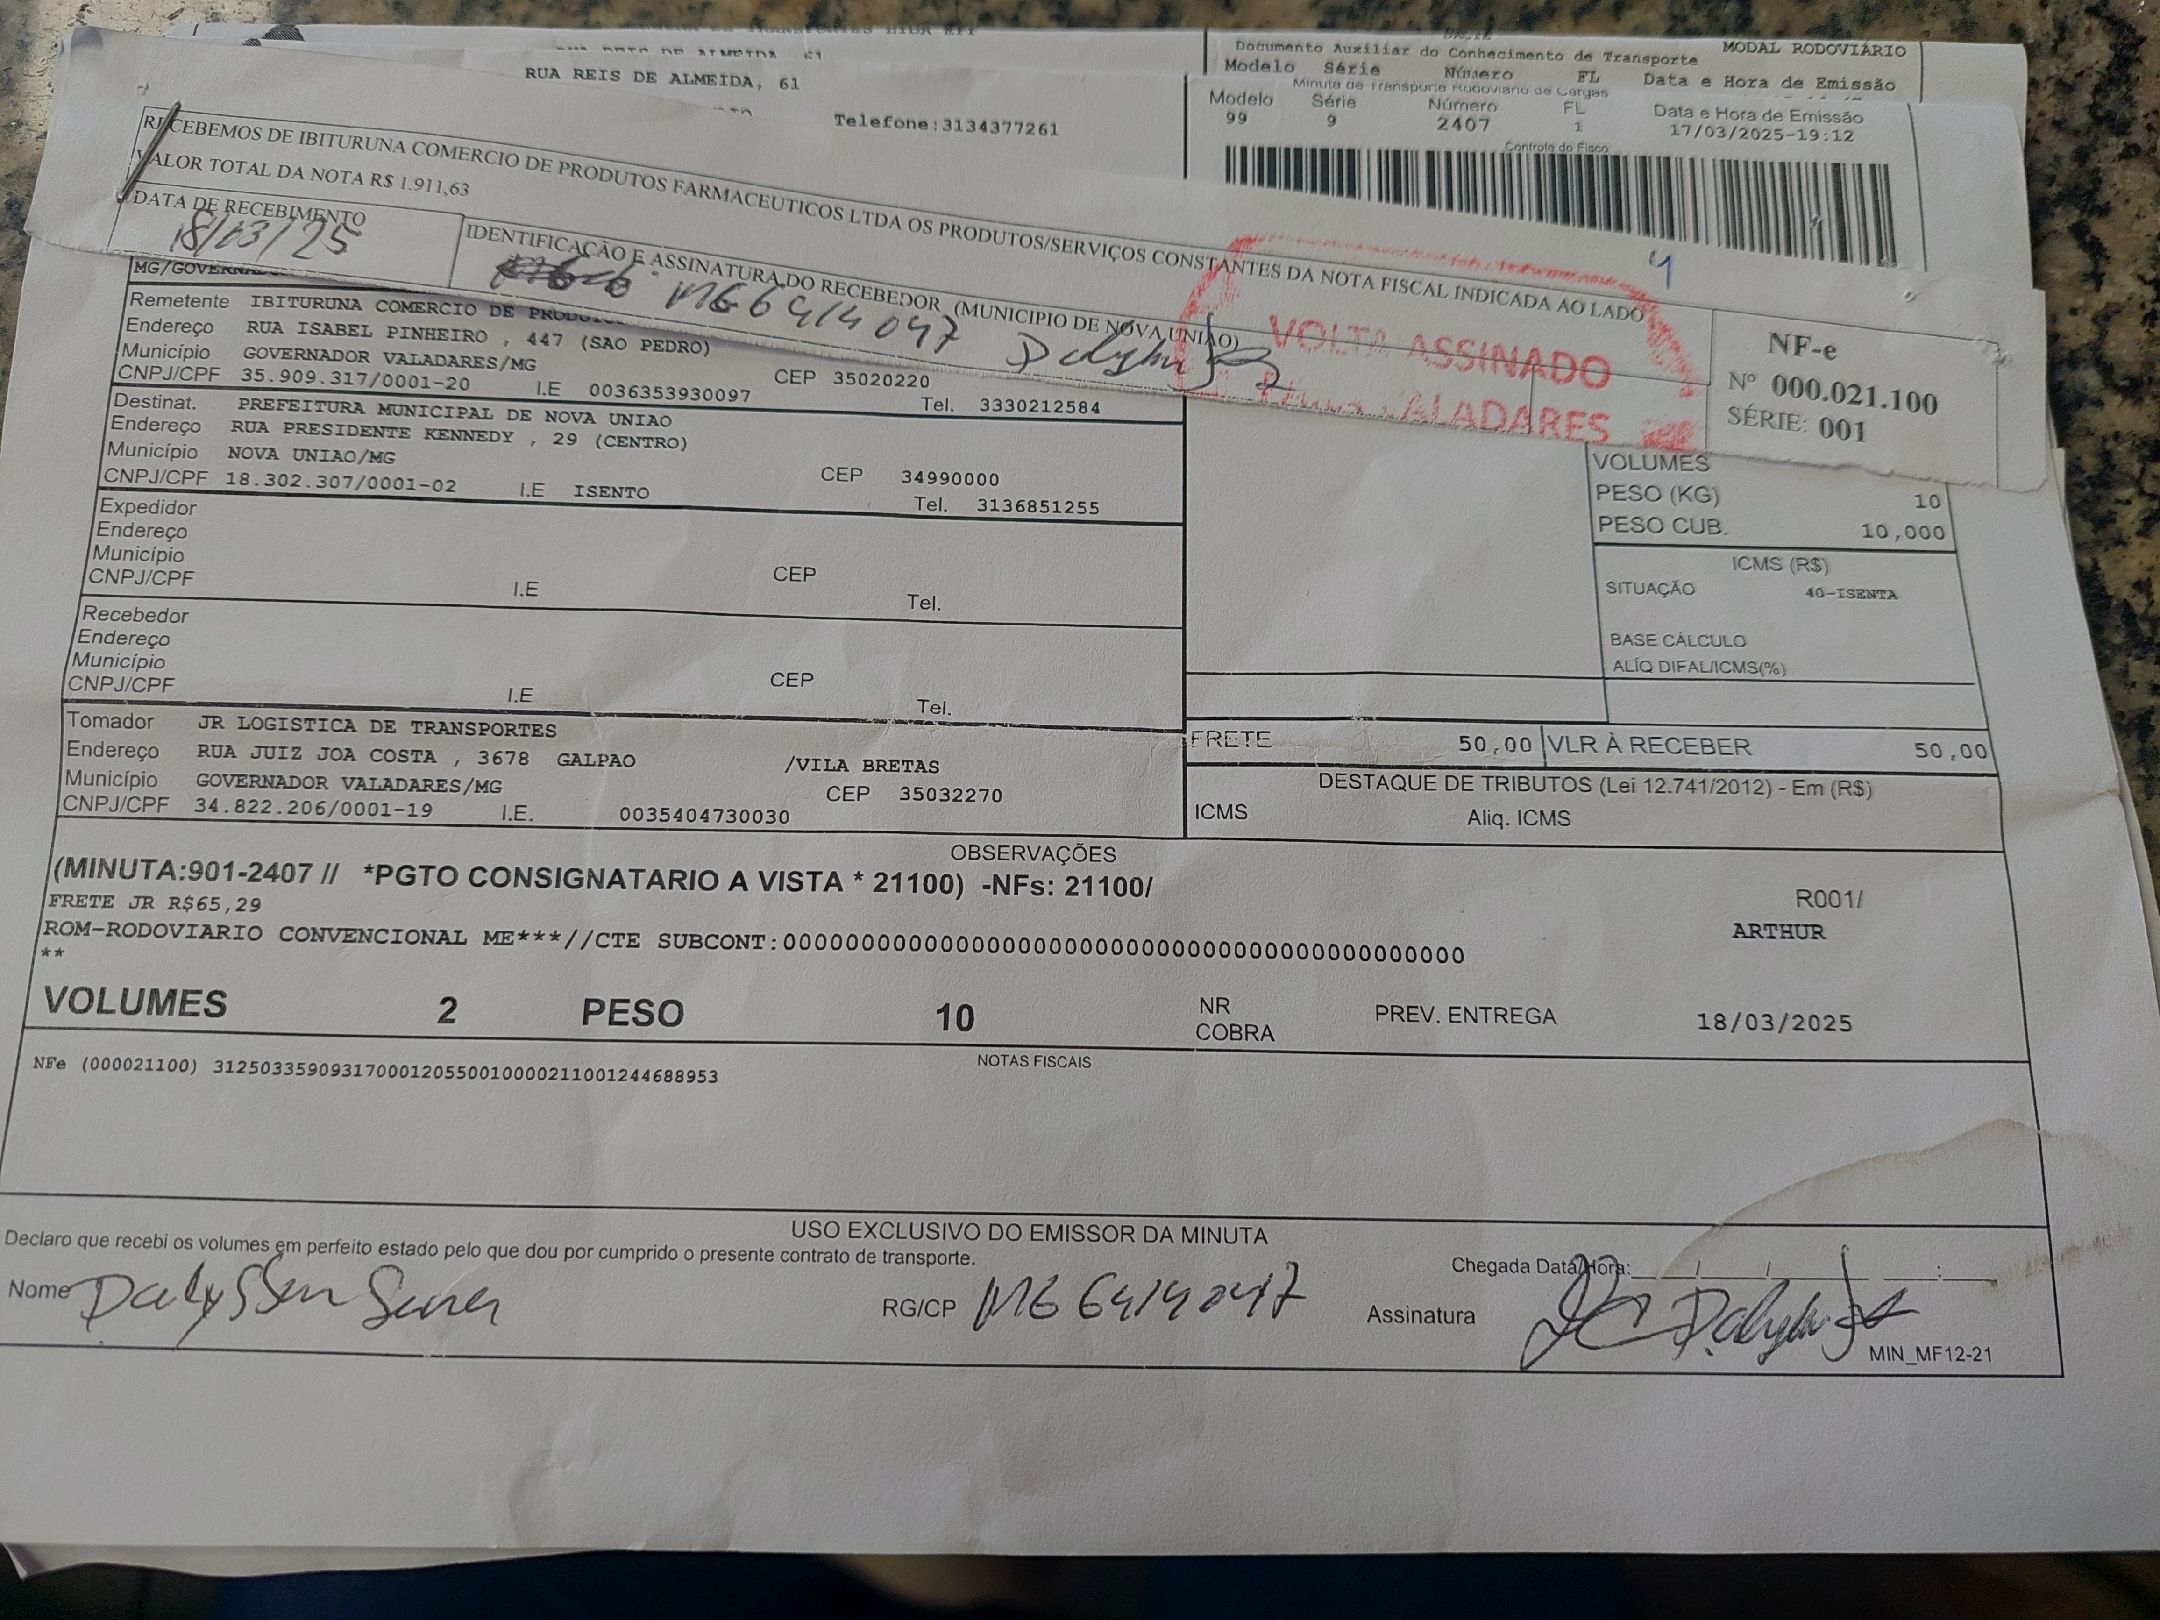 RUA REIS DE ALMEIDA, 61
Telefone:3134377261
MODAL RODOVIÁRIO
Documento Auxiliar do Conhecimento de Transporte
Modelo Série Número FL Data e Hora de Emissão
Minuta de Transporte Rodoviário de Cargas
Modelo Série Número FL Data e Hora de Emissão
99 9 2407 1 17/03/2025-19:12
Controle do Fisco
RECEBEMOS DE IBITURUNA COMERCIO DE PRODUTOS FARMACEUTICOS LTDA OS PRODUTOS/SERVIÇOS CONSTANTES DA NOTA FISCAL INDICADA AO LADO
VALOR TOTAL DA NOTA R$ 1.911,63
DATA DE RECEBIMENTO
18/03/25
IDENTIFICAÇÃO E ASSINATURA DO RECEBEDOR (MUNICIPIO DE NOVA UNIAO)
MG6414047
VOLTA ASSINADO
VALADARES
NF-e
Nº 000.021.100
SÉRIE: 001
Remetente IBITURUNA COMERCIO DE
Endereço RUA ISABEL PINHEIRO , 447 (SAO PEDRO)
Município GOVERNADOR VALADARES/MG
CEP 35020220
CNPJ/CPF 35.909.317/0001-20 I.E 0036353930097 Tel. 3330212584
Destinat. PREFEITURA MUNICIPAL DE NOVA UNIAO
Endereço RUA PRESIDENTE KENNEDY , 29 (CENTRO)
Município NOVA UNIAO/MG CEP 34990000
CNPJ/CPF 18.302.307/0001-02 I.E ISENTO Tel. 3136851255
Expedidor
Endereço
Município CEP
CNPJ/CPF I.E Tel.
Recebedor
Endereço
Município CEP
CNPJ/CPF I.E Tel.
Tomador JR LOGISTICA DE TRANSPORTES
Endereço RUA JUIZ JOA COSTA , 3678 GALPAO /VILA BRETAS
Município GOVERNADOR VALADARES/MG CEP 35032270
CNPJ/CPF 34.822.206/0001-19 I.E. 0035404730030
VOLUMES
PESO (KG) 10
PESO CUB. 10,000
ICMS (R$)
SITUAÇÃO 40-ISENTA
BASE CÁLCULO
ALÍQ DIFAL/ICMS(%)
FRETE 50,00 VLR À RECEBER 50,00
DESTAQUE DE TRIBUTOS (Lei 12.741/2012) - Em (R$)
ICMS Aliq. ICMS
OBSERVAÇÕES
(MINUTA:901-2407 // *PGTO CONSIGNATARIO A VISTA * 21100) -NFs: 21100/
R001/
FRETE JR R$65,29
ARTHUR
ROM-RODOVIARIO CONVENCIONAL ME***//CTE SUBCONT:00000000000000000000000000000000000000000000
**
VOLUMES 2 PESO 10 NR COBRA PREV. ENTREGA 18/03/2025
NOTAS FISCAIS
NFe (000021100) 31250335909317000120550010000211001244688953
USO EXCLUSIVO DO EMISSOR DA MINUTA
Declaro que recebi os volumes em perfeito estado pelo que dou por cumprido o presente contrato de transporte.
Chegada Data/Hora:____/____/____ ____:____
Nome RG/CP MG 6414047 Assinatura
MIN_MF12-21